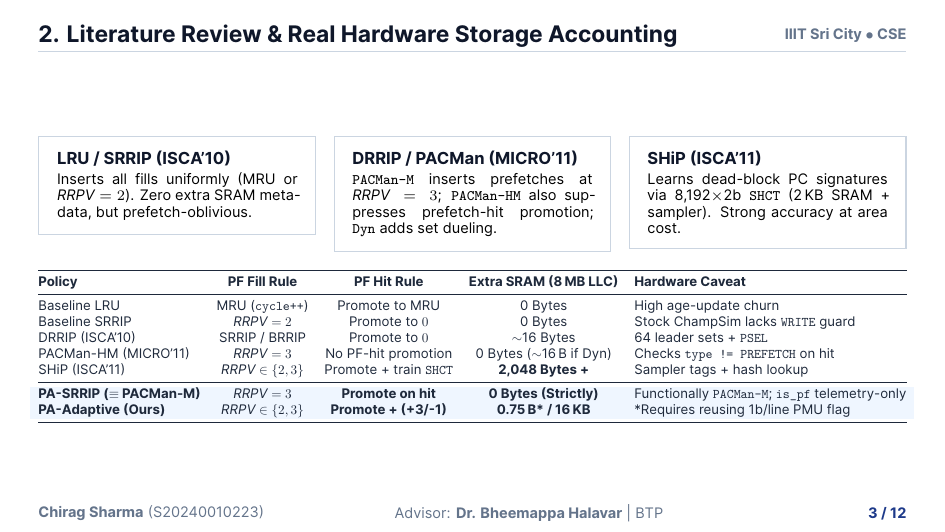 2. Literature Review & Real Hardware Storage Accounting
IIIT Sri City • CSE
LRU / SRRIP (ISCA’10)
Inserts all fills uniformly (MRU or
RRPV = 2). Zero extra SRAM meta-
data, but prefetch-oblivious.
DRRIP / PACMan (MICRO’11)
PACMan-M inserts prefetches at
RRPV = 3; PACMan-HM also sup-
presses prefetch-hit promotion;
Dyn adds set dueling.
SHiP (ISCA’11)
Learns dead-block PC signatures
via 8,192×2b SHCT (2 KB SRAM +
sampler). Strong accuracy at area
cost.
Policy PF Fill Rule PF Hit Rule Extra SRAM (8 MB LLC) Hardware Caveat
Baseline LRU MRU (cycle++) Promote to MRU 0 Bytes High age-update churn
Baseline SRRIP RRPV = 2 Promote to 0 0 Bytes Stock ChampSim lacks WRITE guard
DRRIP (ISCA’10) SRRIP / BRRIP Promote to 0 ~16 Bytes 64 leader sets + PSEL
PACMan-HM (MICRO’11) RRPV = 3 No PF-hit promotion 0 Bytes (~16 B if Dyn) Checks type != PREFETCH on hit
SHiP (ISCA’11) RRPV ∈ {2, 3} Promote + train SHCT 2,048 Bytes + Sampler tags + hash lookup
PA-SRRIP (≡ PACMan-M) RRPV = 3 Promote on hit 0 Bytes (Strictly) Functionally PACMan-M; is_pf telemetry-only
PA-Adaptive (Ours) RRPV ∈ {2, 3} Promote + (+3/-1) 0.75 B* / 16 KB *Requires reusing 1b/line PMU flag
Chirag Sharma (S20240010223)
Advisor: Dr. Bheemappa Halavar | BTP
3 / 12